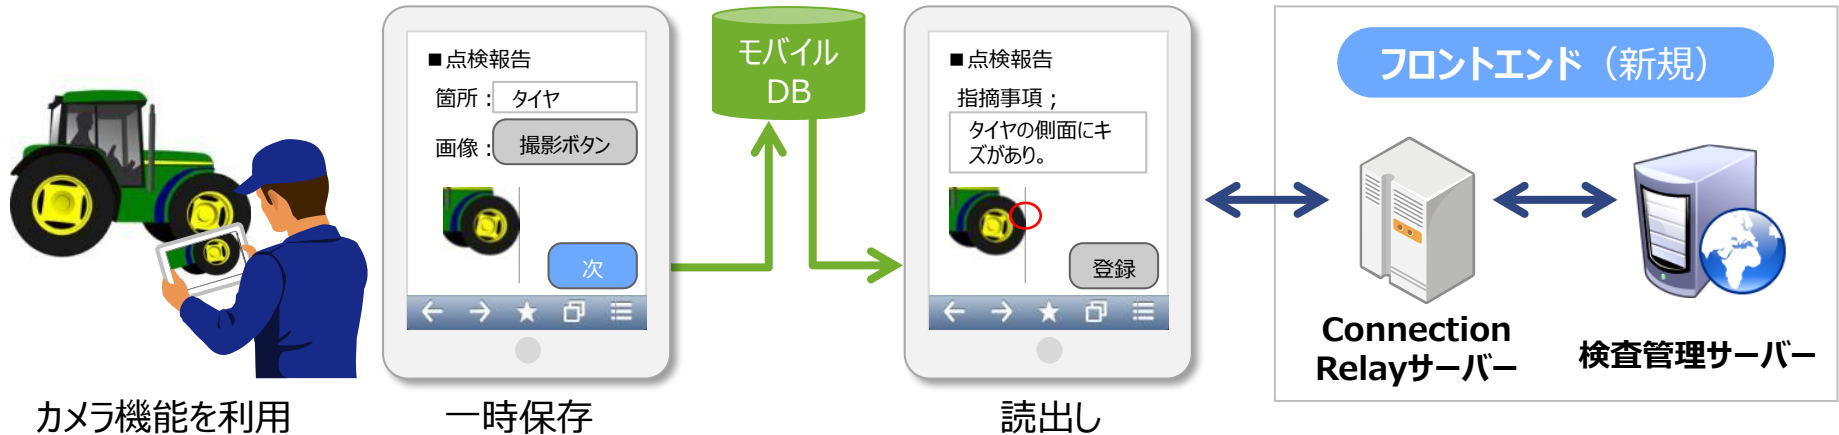 ■点検報告
箇所：
タイヤ
画像：
撮影ボタン
次
一時保存
カメラ機能を利用
モバイル
DB
■点検報告
指摘事項；
タイヤの側面にキ
ズがあり。
登録
読出し
フロントエンド（新規）
Connection
Relayサーバー
検査管理サーバー